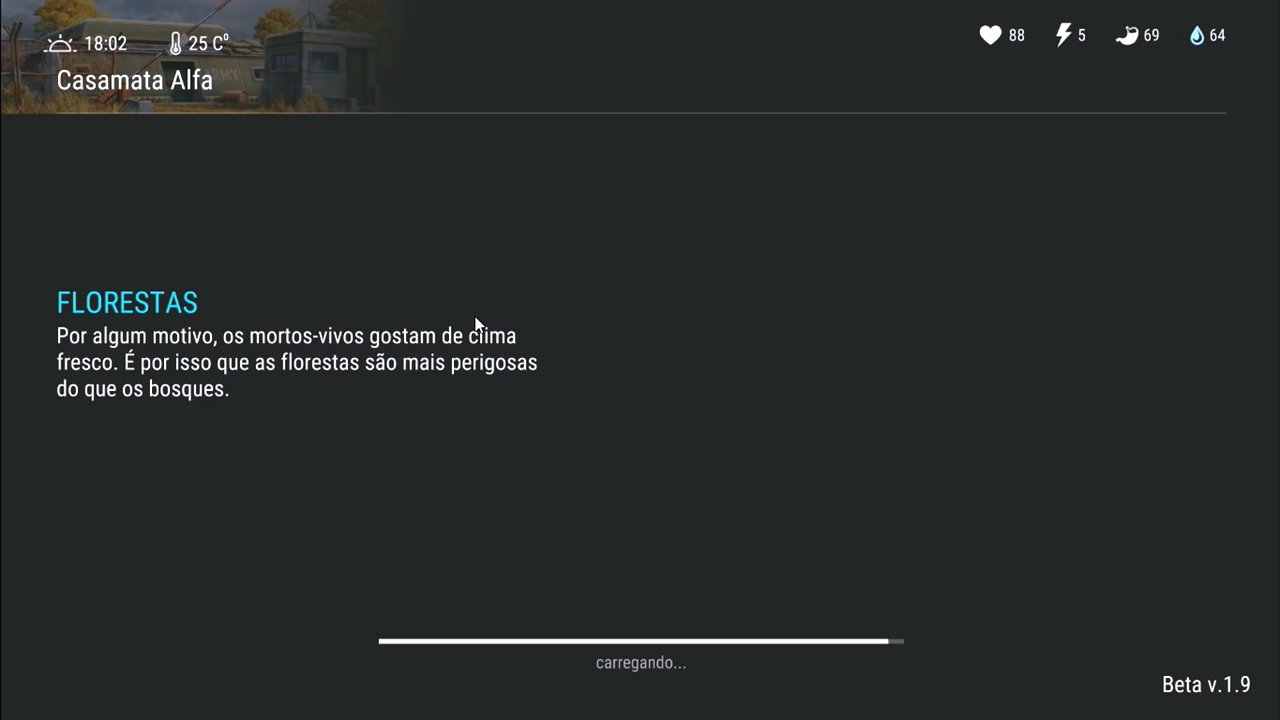 18:02 25 C⁰
88 5 69 64
Casamata Alfa
FLORESTAS
Por algum motivo, os mortos-vivos gostam de clima
fresco. É por isso que as florestas são mais perigosas
do que os bosques.
carregando...
Beta v.1.9